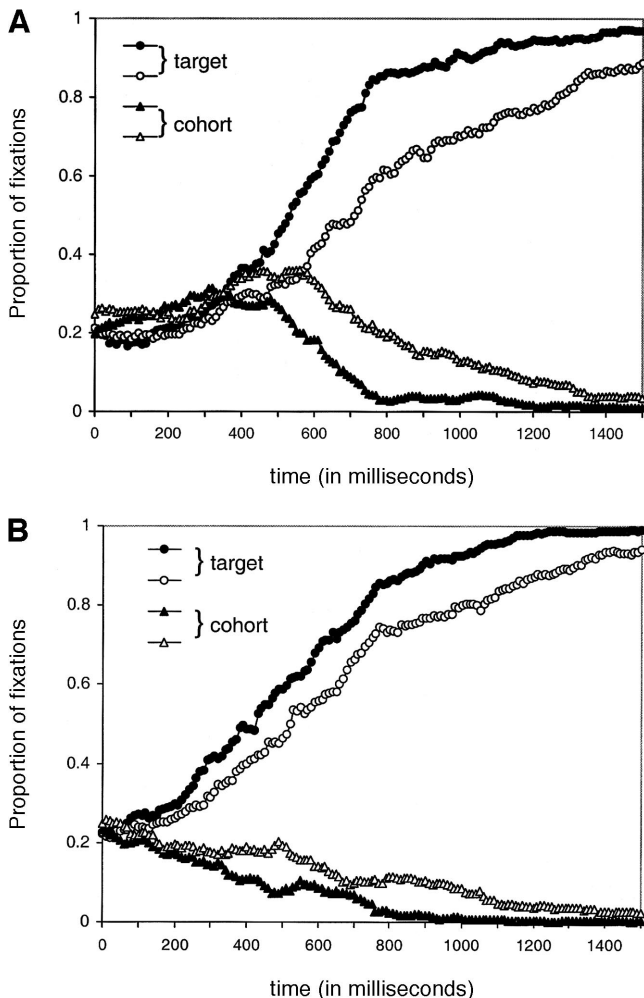 A
1
0.8
0.6
0.4
0.2
0
Proportion of fixations
} target
} cohort
0 200 400 600 800 1000 1200 1400
time (in milliseconds)
B
1
0.8
0.6
0.4
0.2
0
Proportion of fixations
} target
} cohort
0 200 400 600 800 1000 1200 1400
time (in milliseconds)